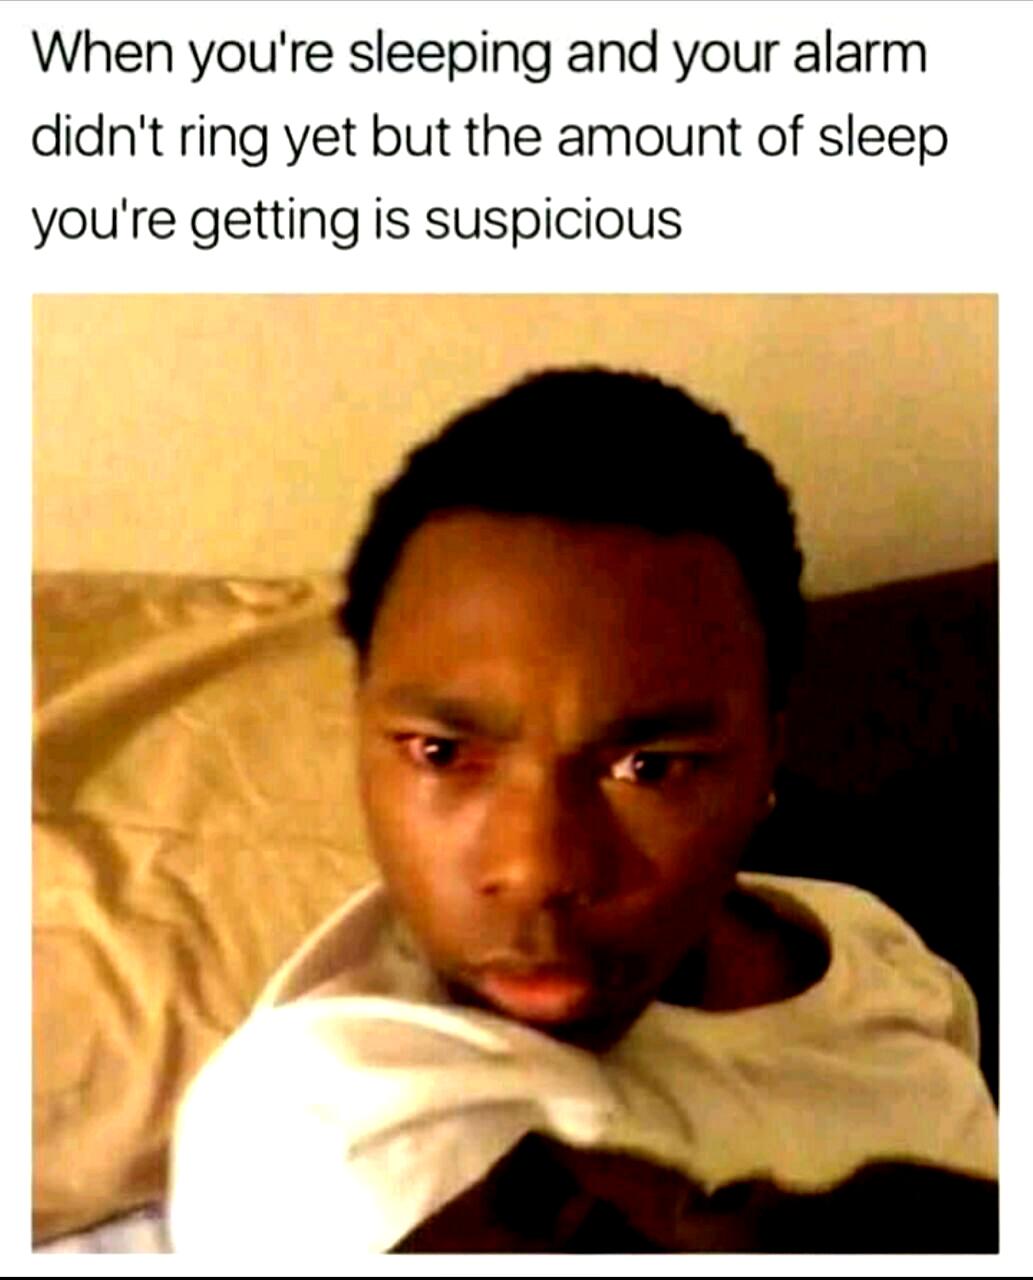 When you're sleeping and your alarm
didn't ring yet but the amount of sleep
you're getting is suspicious